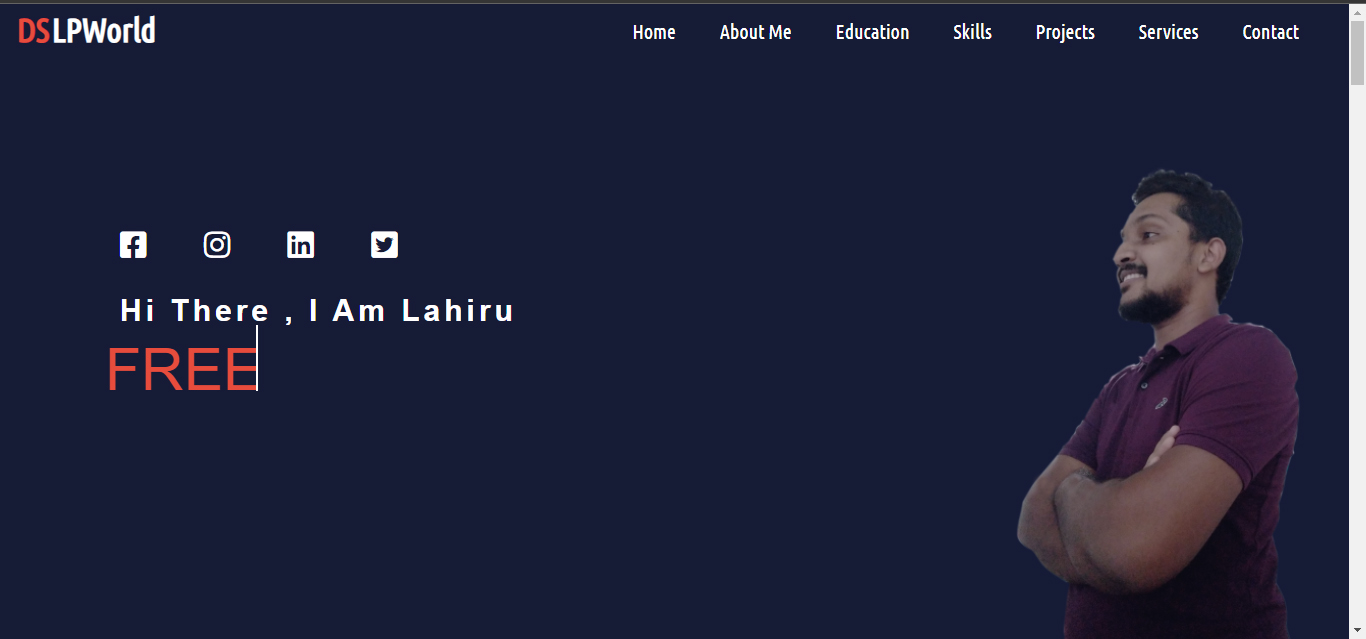 DSLPWorld
Home About Me Education Skills Projects Services Contact
Hi There , I Am Lahiru
FREE